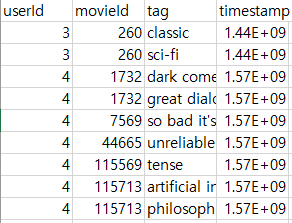 userId movieId tag timestamp
3 260 classic 1.44E+09
3 260 sci-fi 1.44E+09
4 1732 dark come 1.57E+09
4 1732 great dialo 1.57E+09
4 7569 so bad it's 1.57E+09
4 44665 unreliable 1.57E+09
4 115569 tense 1.57E+09
4 115713 artificial in 1.57E+09
4 115713 philosoph 1.57E+09